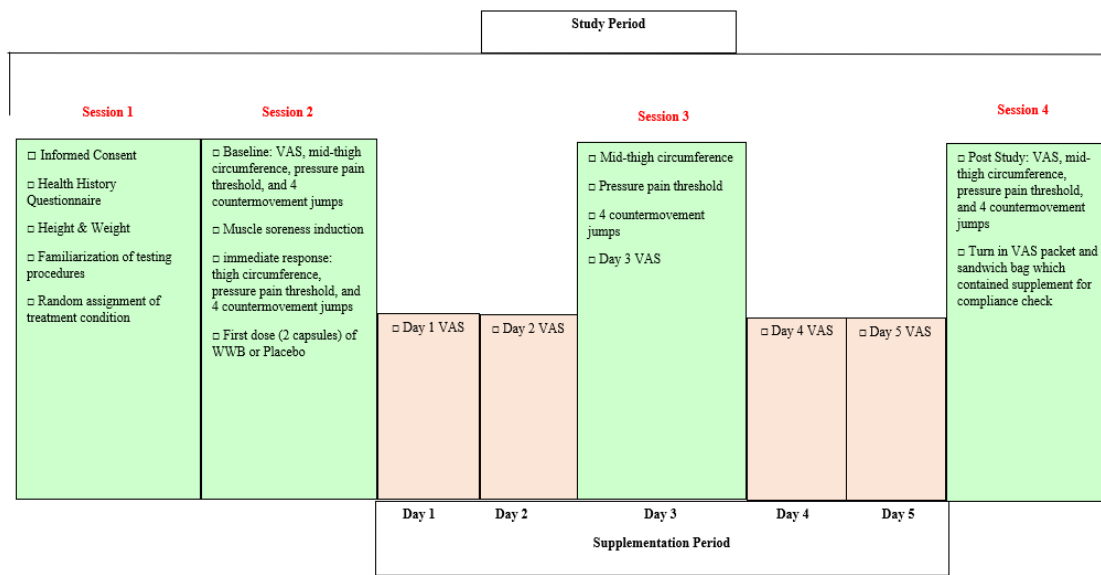 Study Period
Session 1
□ Informed Consent
□ Health History
Questionnaire
□ Height & Weight
□ Familiarization of testing
procedures
□ Random assignment of
treatment condition
Session 2
□ Baseline: VAS, mid-thigh
circumference, pressure pain
threshold, and 4
countermovement jumps
□ Muscle soreness induction
□ immediate response:
thigh circumference,
pressure pain threshold, and
4 countermovement jumps
□ First dose (2 capsules) of
WWB or Placebo
□ Day 1 VAS
□ Day 2 VAS
Session 3
□ Mid-thigh circumference
□ Pressure pain threshold
□ 4 countermovement
jumps
□ Day 3 VAS
□ Day 4 VAS
□ Day 5 VAS
Session 4
□ Post Study: VAS, mid-
thigh circumference,
pressure pain threshold,
and 4 countermovement
jumps
□ Turn in VAS packet and
sandwich bag which
contained supplement for
compliance check
Day 1
Day 2
Day 3
Day 4
Day 5
Supplementation Period